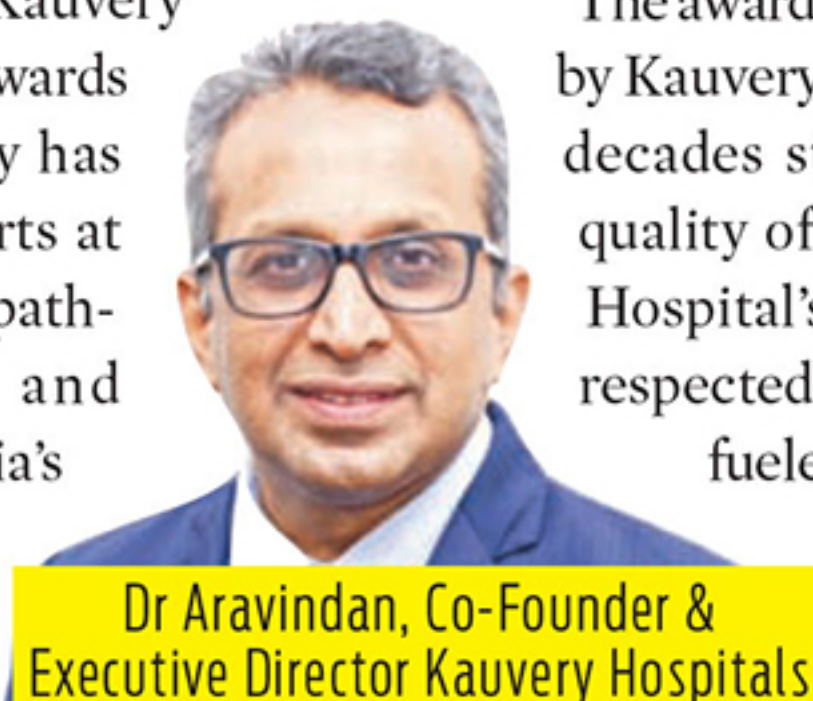 Kauvery
wards
y has
rts at
path-
and
ia's
The award
by Kauvery
decades s
quality of
Hospital's
respected
fuele
Dr Aravindan, Co-Founder &
Executive Director Kauvery Hospitals